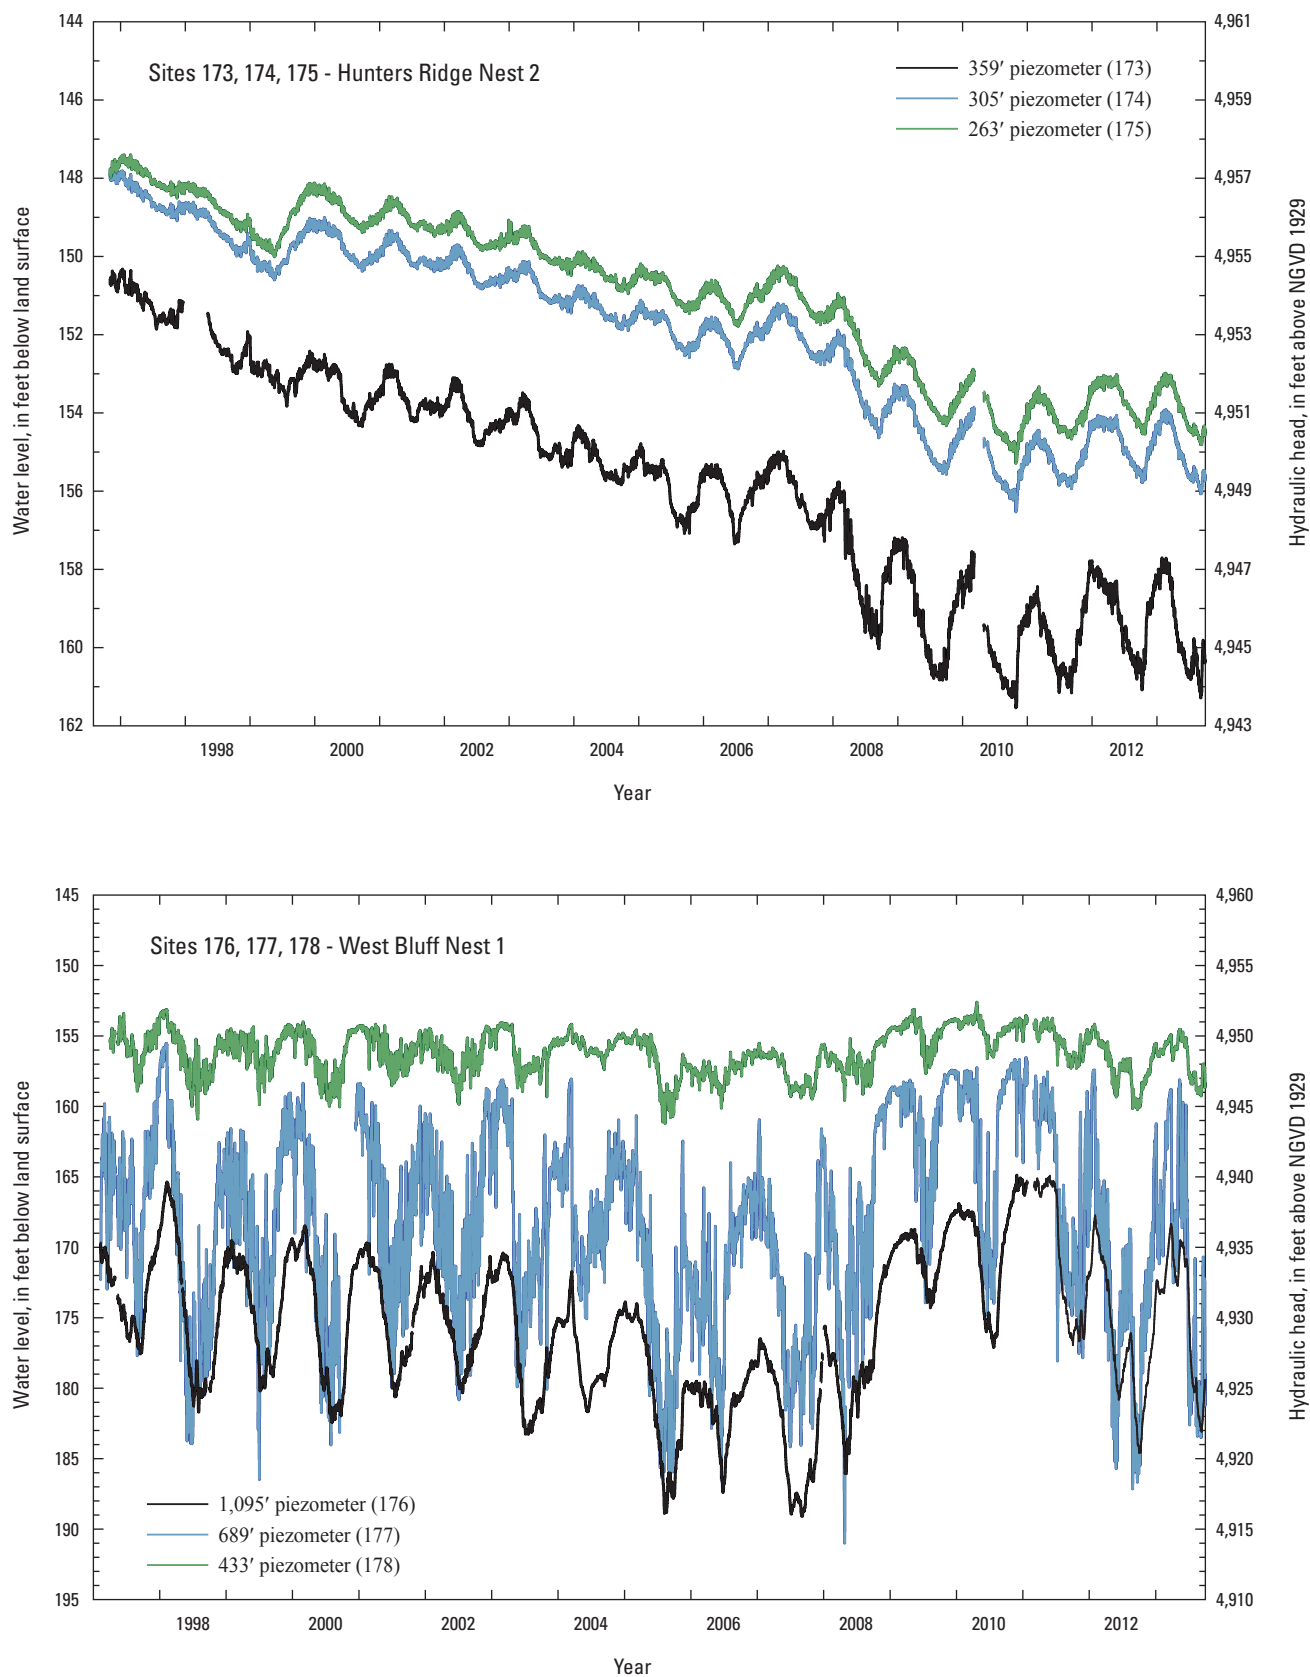 Sites 173, 174, 175 - Hunters Ridge Nest 2
359′ piezometer (173)
305′ piezometer (174)
263′ piezometer (175)
Water level, in feet below land surface
144
146
148
150
152
154
156
158
160
162
Hydraulic head, in feet above NGVD 1929
4,961
4,959
4,957
4,955
4,953
4,951
4,949
4,947
4,945
4,943
1998 2000 2002 2004 2006 2008 2010 2012
Year
Sites 176, 177, 178 - West Bluff Nest 1
Water level, in feet below land surface
145
150
155
160
165
170
175
180
185
190
195
Hydraulic head, in feet above NGVD 1929
4,960
4,955
4,950
4,945
4,940
4,935
4,930
4,925
4,920
4,915
4,910
1,095′ piezometer (176)
689′ piezometer (177)
433′ piezometer (178)
1998 2000 2002 2004 2006 2008 2010 2012
Year